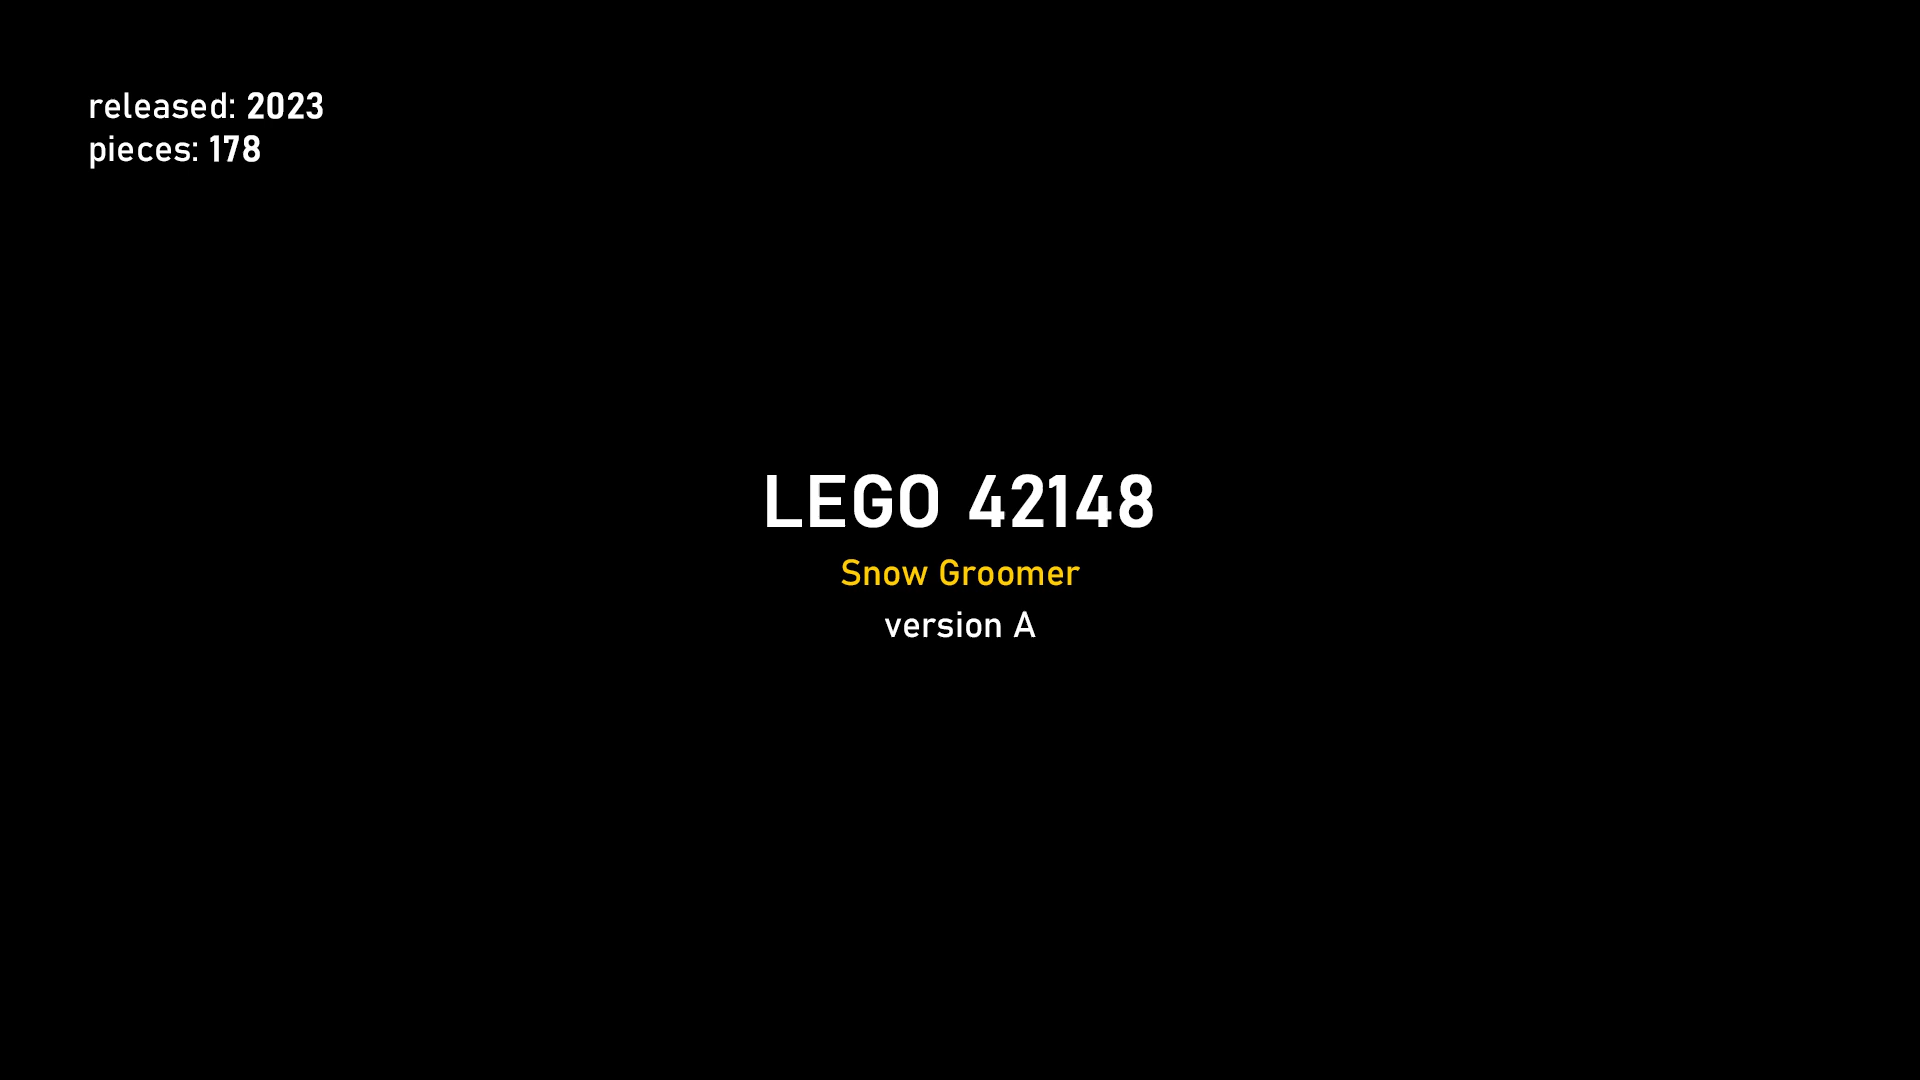 released: 2023
pieces: 178
LEGO 42148
Snow Groomer
version A